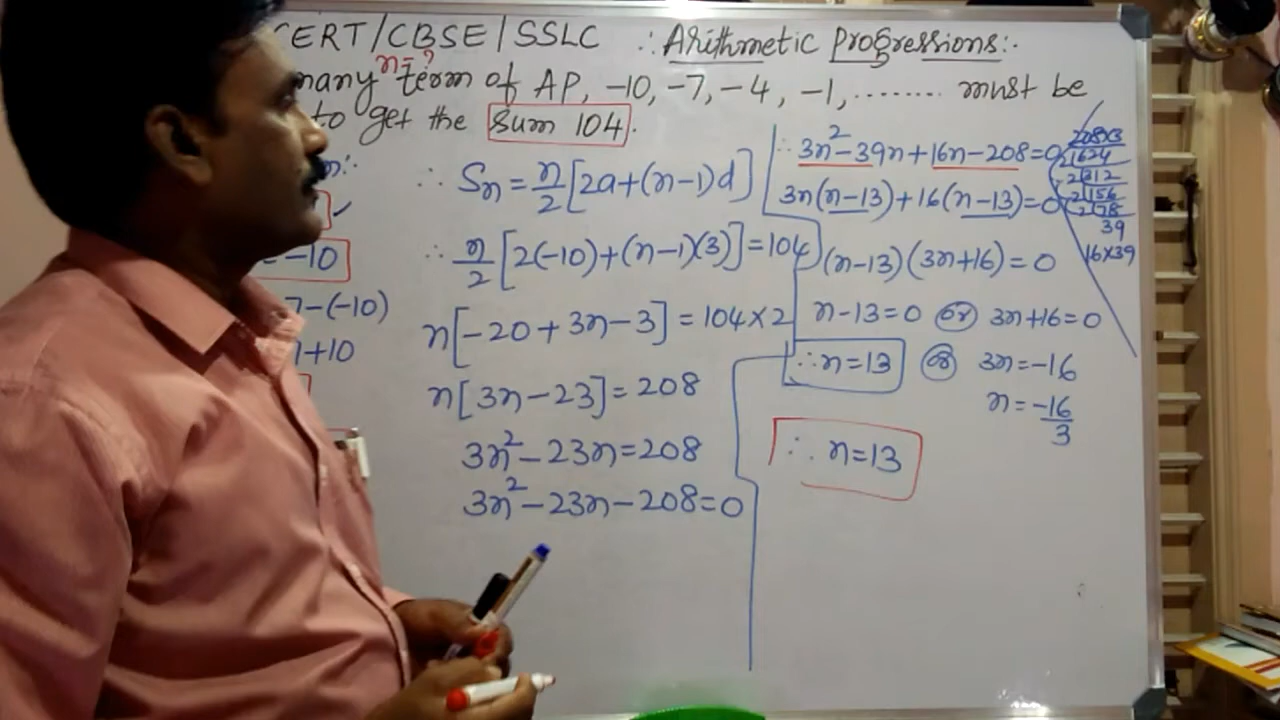 CERT/CBSE/SSLC ∴ Arithmetic Progressions:.
n=?
many term of AP, -10, -7, -4, -1, ........ must be
to get the Sum 104.
-10
7-(-10)
+10
∴ Sn = n/2 [2a+(n-1)d]
∴ n/2 [2(-10)+(n-1)(3)] = 104
n[-20+3n-3] = 104×2
n[3n-23] = 208
3n²-23n=208
3n²-23n-208=0
∴ 3n²-39n+16n-208=0
3n(n-13)+16(n-13)=0
(n-13)(3n+16)=0
n-13=0 or 3n+16=0
∴ n=13 or 3n=-16
n=-16/3
∴ n=13
208×3
2|624
2|312
2|156
2|78
39
16×39